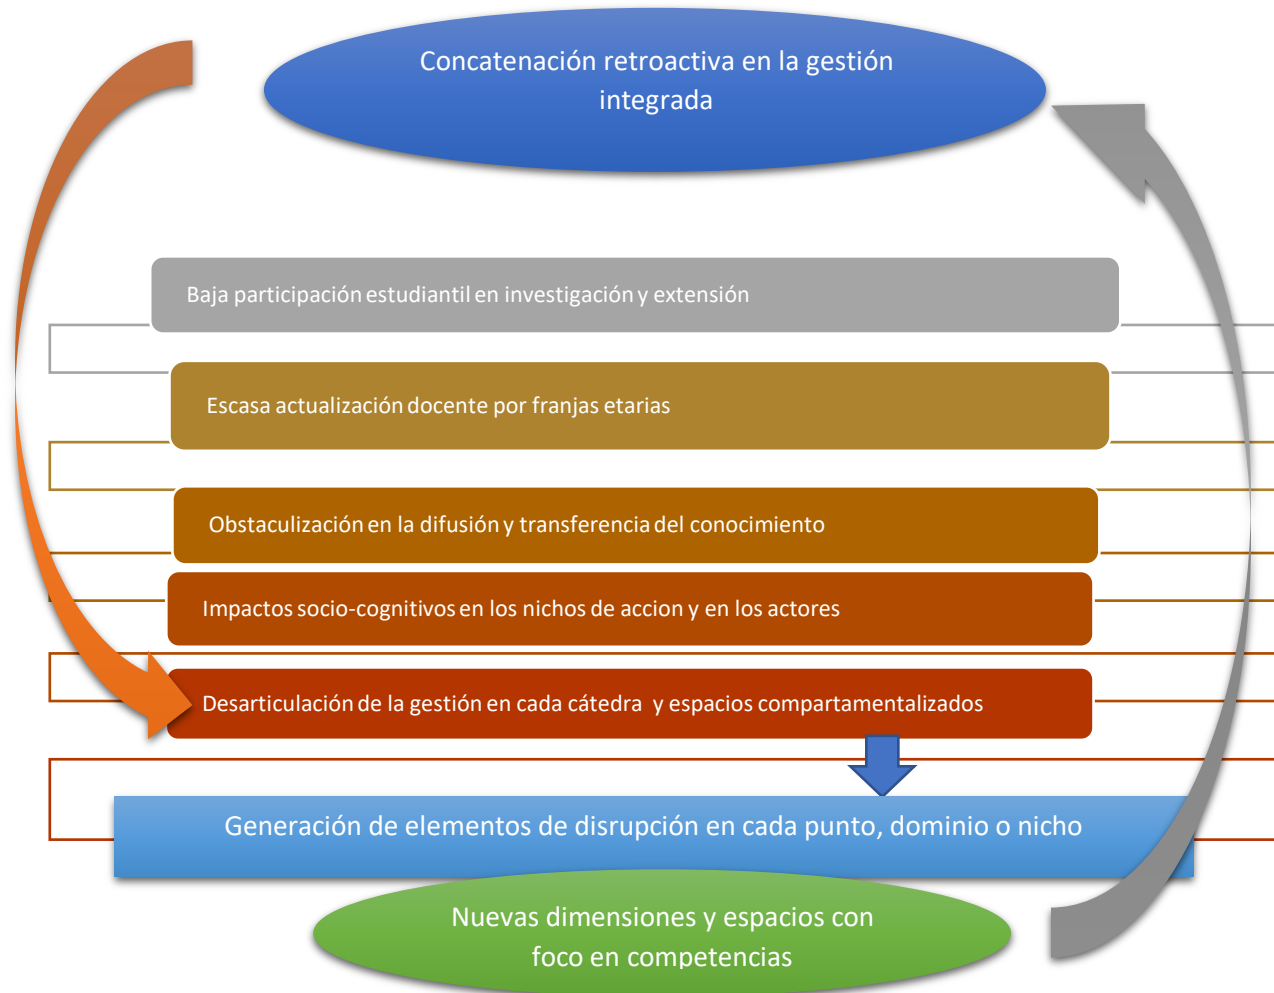 Concatenación retroactiva en la gestión
integrada
Baja participación estudiantil en investigación y extensión
Escasa actualización docente por franjas etarias
Obstaculización en la difusión y transferencia del conocimiento
Impactos socio-cognitivos en los nichos de accion y en los actores
Desarticulación de la gestión en cada cátedra y espacios compartamentalizados
Generación de elementos de disrupción en cada punto, dominio o nicho
Nuevas dimensiones y espacios con
foco en competencias